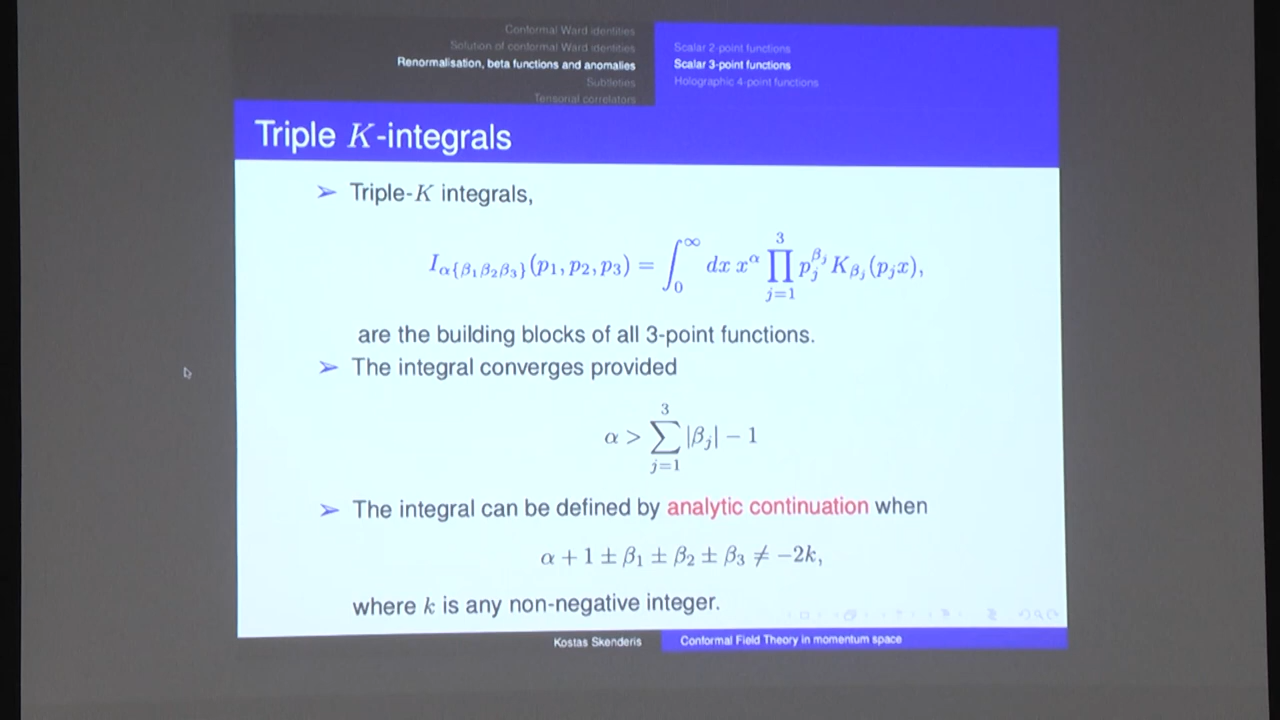 Conformal Ward identities
Solution of conformal Ward identities
Renormalisation, beta functions and anomalies
Subtleties
Tensorial correlators
Scalar 2-point functions
Scalar 3-point functions
Holographic 4-point functions
Triple K-integrals
➢ Triple-K integrals,
I_{α{β₁β₂β₃}}(p₁, p₂, p₃) = ∫₀^∞ dx x^α ∏_{j=1}^{3} p_j^{β_j} K_{β_j}(p_j x),
are the building blocks of all 3-point functions.
➢ The integral converges provided
α > ∑_{j=1}^{3} |β_j| − 1
➢ The integral can be defined by analytic continuation when
α + 1 ± β₁ ± β₂ ± β₃ ≠ −2k,
where k is any non-negative integer.
Kostas Skenderis
Conformal Field Theory in momentum space